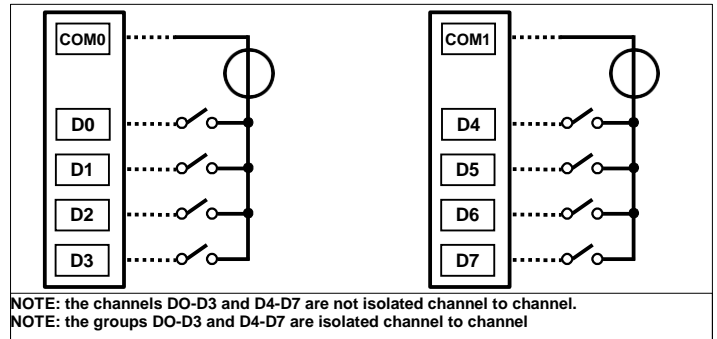 COM0
D0
D1
D2
D3
COM1
D4
D5
D6
D7
NOTE: the channels DO-D3 and D4-D7 are not isolated channel to channel.
NOTE: the groups DO-D3 and D4-D7 are isolated channel to channel